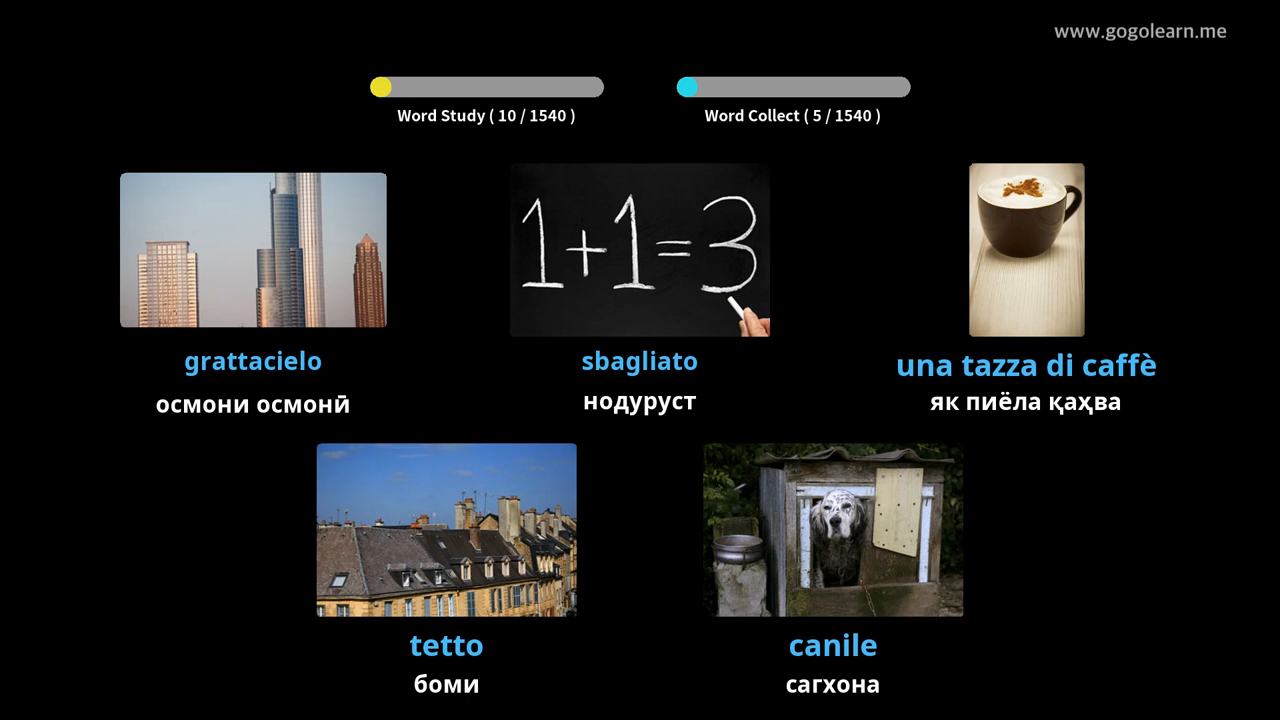 www.gogolearn.me
Word Study ( 10 / 1540 )
Word Collect ( 5 / 1540 )
1+1=3
grattacielo
осмони осмонӣ
sbagliato
нодуруст
una tazza di caffè
як пиёла қаҳва
tetto
боми
canile
сагхона